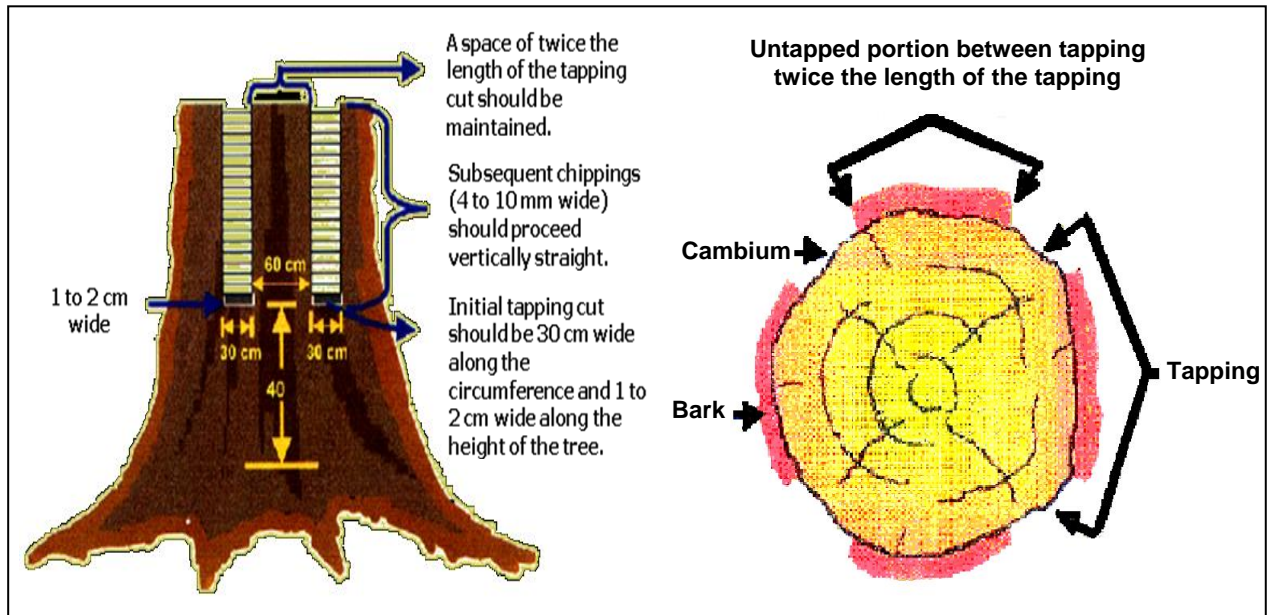 A space of twice the
length of the tapping
cut should be
maintained.
Subsequent chippings
(4 to 10 mm wide)
should proceed
vertically straight.
60 cm
1 to 2 cm
wide
30 cm
30 cm
40
Initial tapping cut
should be 30 cm wide
along the
circumference and 1 to
2 cm wide along the
height of the tree.
Untapped portion between tapping
twice the length of the tapping
Cambium
Tapping
Bark